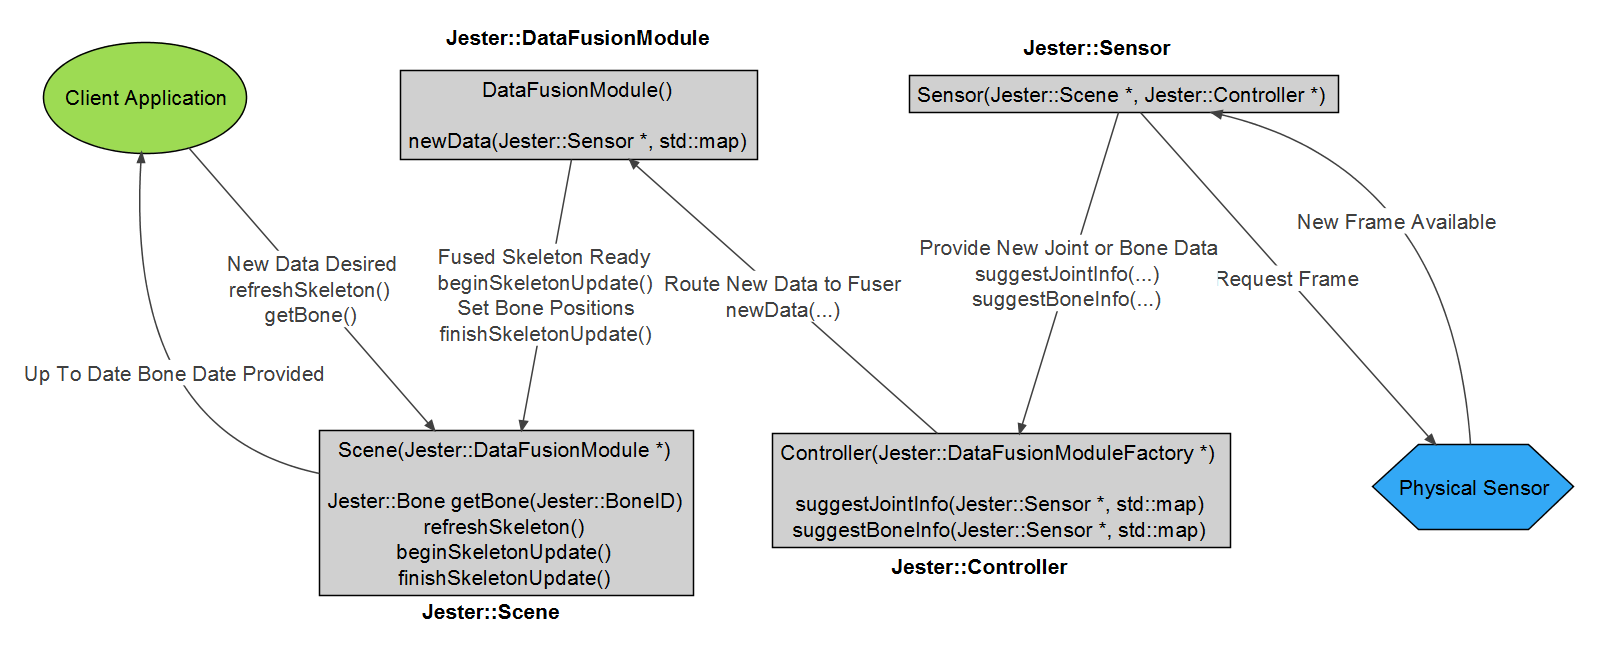 Jester::DataFusionModule
Jester::Sensor
Client Application
DataFusionModule()
newData(Jester::Sensor *, std::map)
Sensor(Jester::Scene *, Jester::Controller *)
New Data Desired
refreshSkeleton()
getBone()
Fused Skeleton Ready
beginSkeletonUpdate()
Set Bone Positions
finishSkeletonUpdate()
Route New Data to Fuser
newData(...)
Provide New Joint or Bone Data
suggestJointInfo(...)
suggestBoneInfo(...)
Request Frame
New Frame Available
Up To Date Bone Date Provided
Scene(Jester::DataFusionModule *)
Jester::Bone getBone(Jester::BoneID)
refreshSkeleton()
beginSkeletonUpdate()
finishSkeletonUpdate()
Jester::Scene
Controller(Jester::DataFusionModuleFactory *)
suggestJointInfo(Jester::Sensor *, std::map)
suggestBoneInfo(Jester::Sensor *, std::map)
Jester::Controller
Physical Sensor